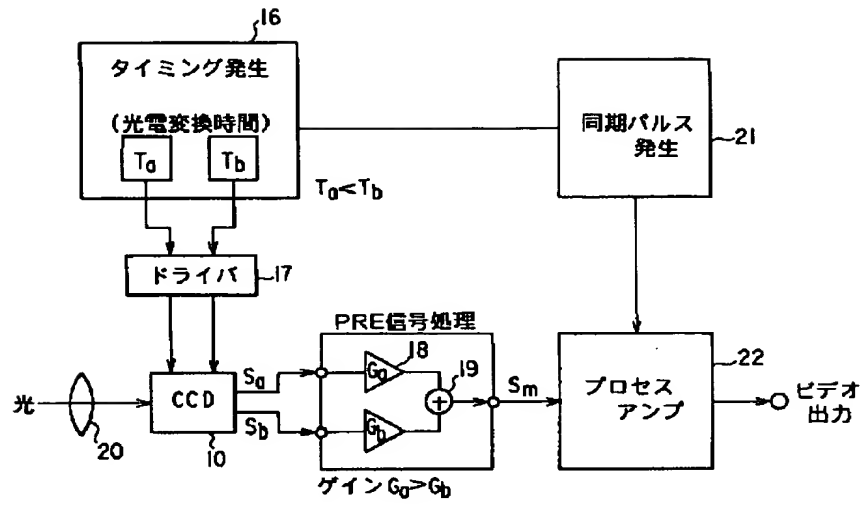 16
タイミング発生
(光電変換時間)
Ta
Tb
Ta<Tb
同期パルス
発生
21
ドライバ
17
PRE信号処理
Ga
18
19
Gb
ゲイン Ga>Gb
光
20
CCD
10
Sa
Sb
Sm
プロセス
アンプ
22
ビデオ
出力